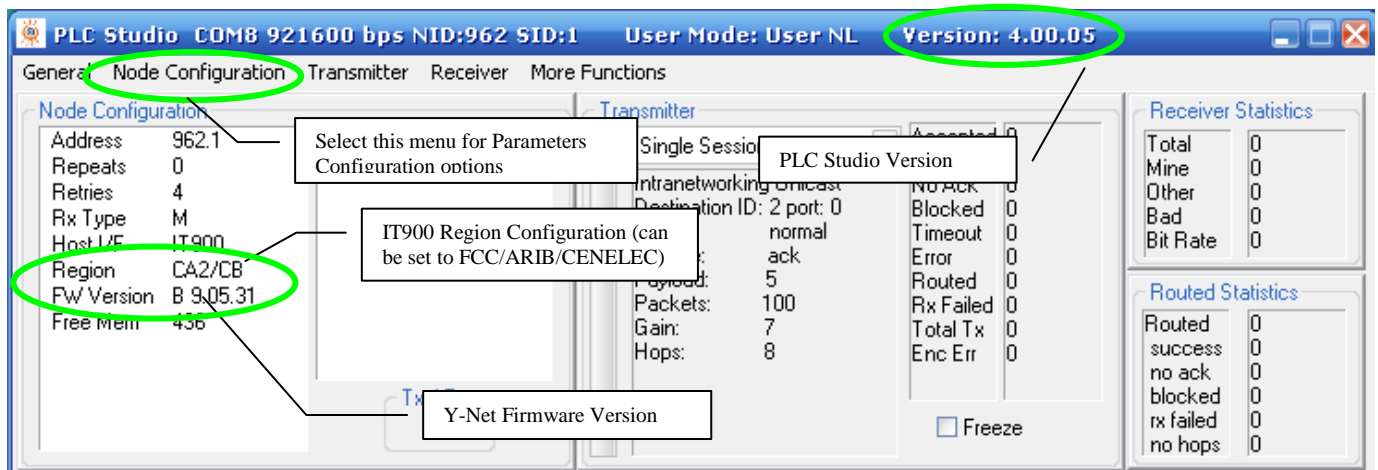 PLC Studio COM8 921600 bps NID:962 SID:1 User Mode: User NL Version: 4.00.05
General Node Configuration Transmitter Receiver More Functions
Node Configuration
Address 962.1
Repeats 0
Retries 4
Rx Type M
Host I/F IT900
Region CA2/CB
FW Version B 9.05.31
Free Mem 436
Select this menu for Parameters
Configuration options
IT900 Region Configuration (can
be set to FCC/ARIB/CENELEC)
Y-Net Firmware Version
Transmitter
Single Session
PLC Studio Version
Intranetworking Unicast
Destination ID: 2 port: 0
normal
ack
Payload: 5
Packets: 100
Gain: 7
Hops: 8
Accepted 0
No Ack 0
Blocked 0
Timeout 0
Error 0
Routed 0
Rx Failed 0
Total Tx 0
Enc Err 0
Freeze
Receiver Statistics
Total 0
Mine 0
Other 0
Bad 0
Bit Rate 0
Routed Statistics
Routed 0
success 0
no ack 0
blocked 0
rx failed 0
no hops 0